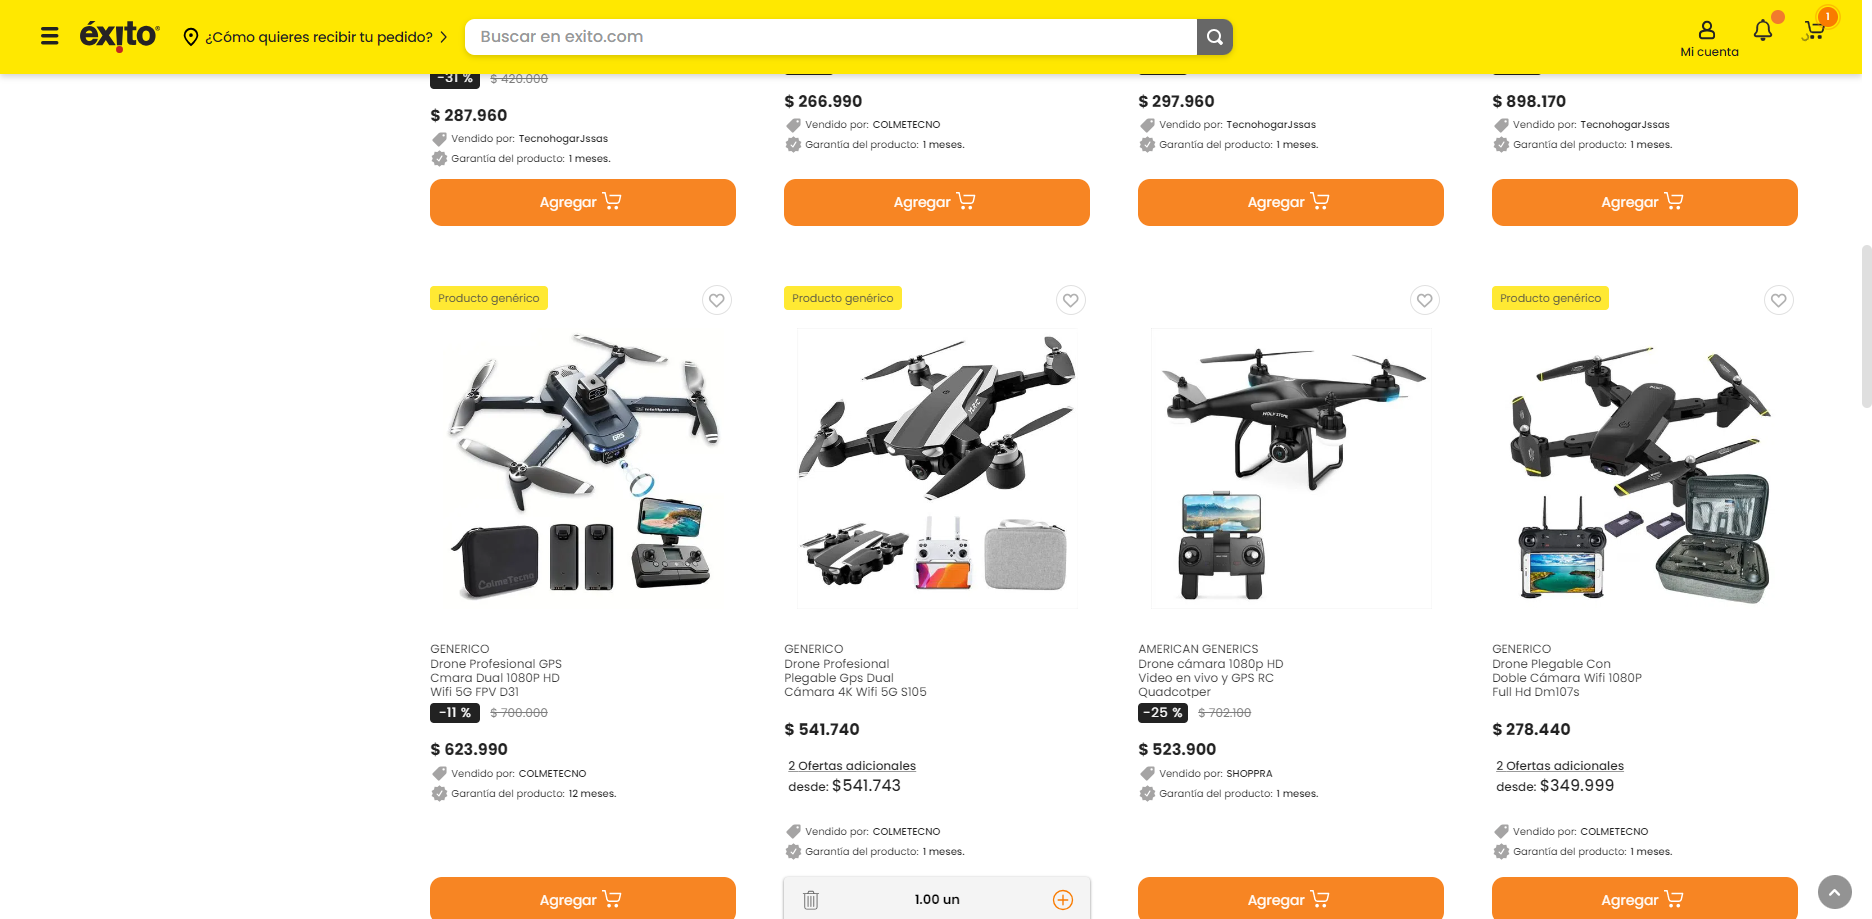 éxito
¿Cómo quieres recibir tu pedido?
Buscar en exito.com
Mi cuenta
1
-31 %
$ 420.000
$ 287.960
Vendido por: TecnohogarJssas
Garantía del producto: 1 meses.
Agregar
$ 266.990
Vendido por: COLMETECNO
Garantía del producto: 1 meses.
Agregar
$ 297.960
Vendido por: TecnohogarJssas
Garantía del producto: 1 meses.
Agregar
$ 898.170
Vendido por: TecnohogarJssas
Garantía del producto: 1 meses.
Agregar
Producto genérico
GPS
ColmeTecno
GENERICO
Drone Profesional GPS
Cmara Dual 1080P HD
Wifi 5G FPV D31
-11 %
$ 700.000
$ 623.990
Vendido por: COLMETECNO
Garantía del producto: 12 meses.
Agregar
Producto genérico
GENERICO
Drone Profesional
Plegable Gps Dual
Cámara 4K Wifi 5G S105
$ 541.740
2 Ofertas adicionales
desde: $541.743
Vendido por: COLMETECNO
Garantía del producto: 1 meses.
1.00 un
AMERICAN GENERICS
Drone cámara 1080p HD
Video en vivo y GPS RC
Quadcotper
-25 %
$ 702.100
$ 523.900
Vendido por: SHOPPRA
Garantía del producto: 1 meses.
Agregar
Producto genérico
GENERICO
Drone Plegable Con
Doble Cámara Wifi 1080P
Full Hd Dm107s
$ 278.440
2 Ofertas adicionales
desde: $349.999
Vendido por: COLMETECNO
Garantía del producto: 1 meses.
Agregar